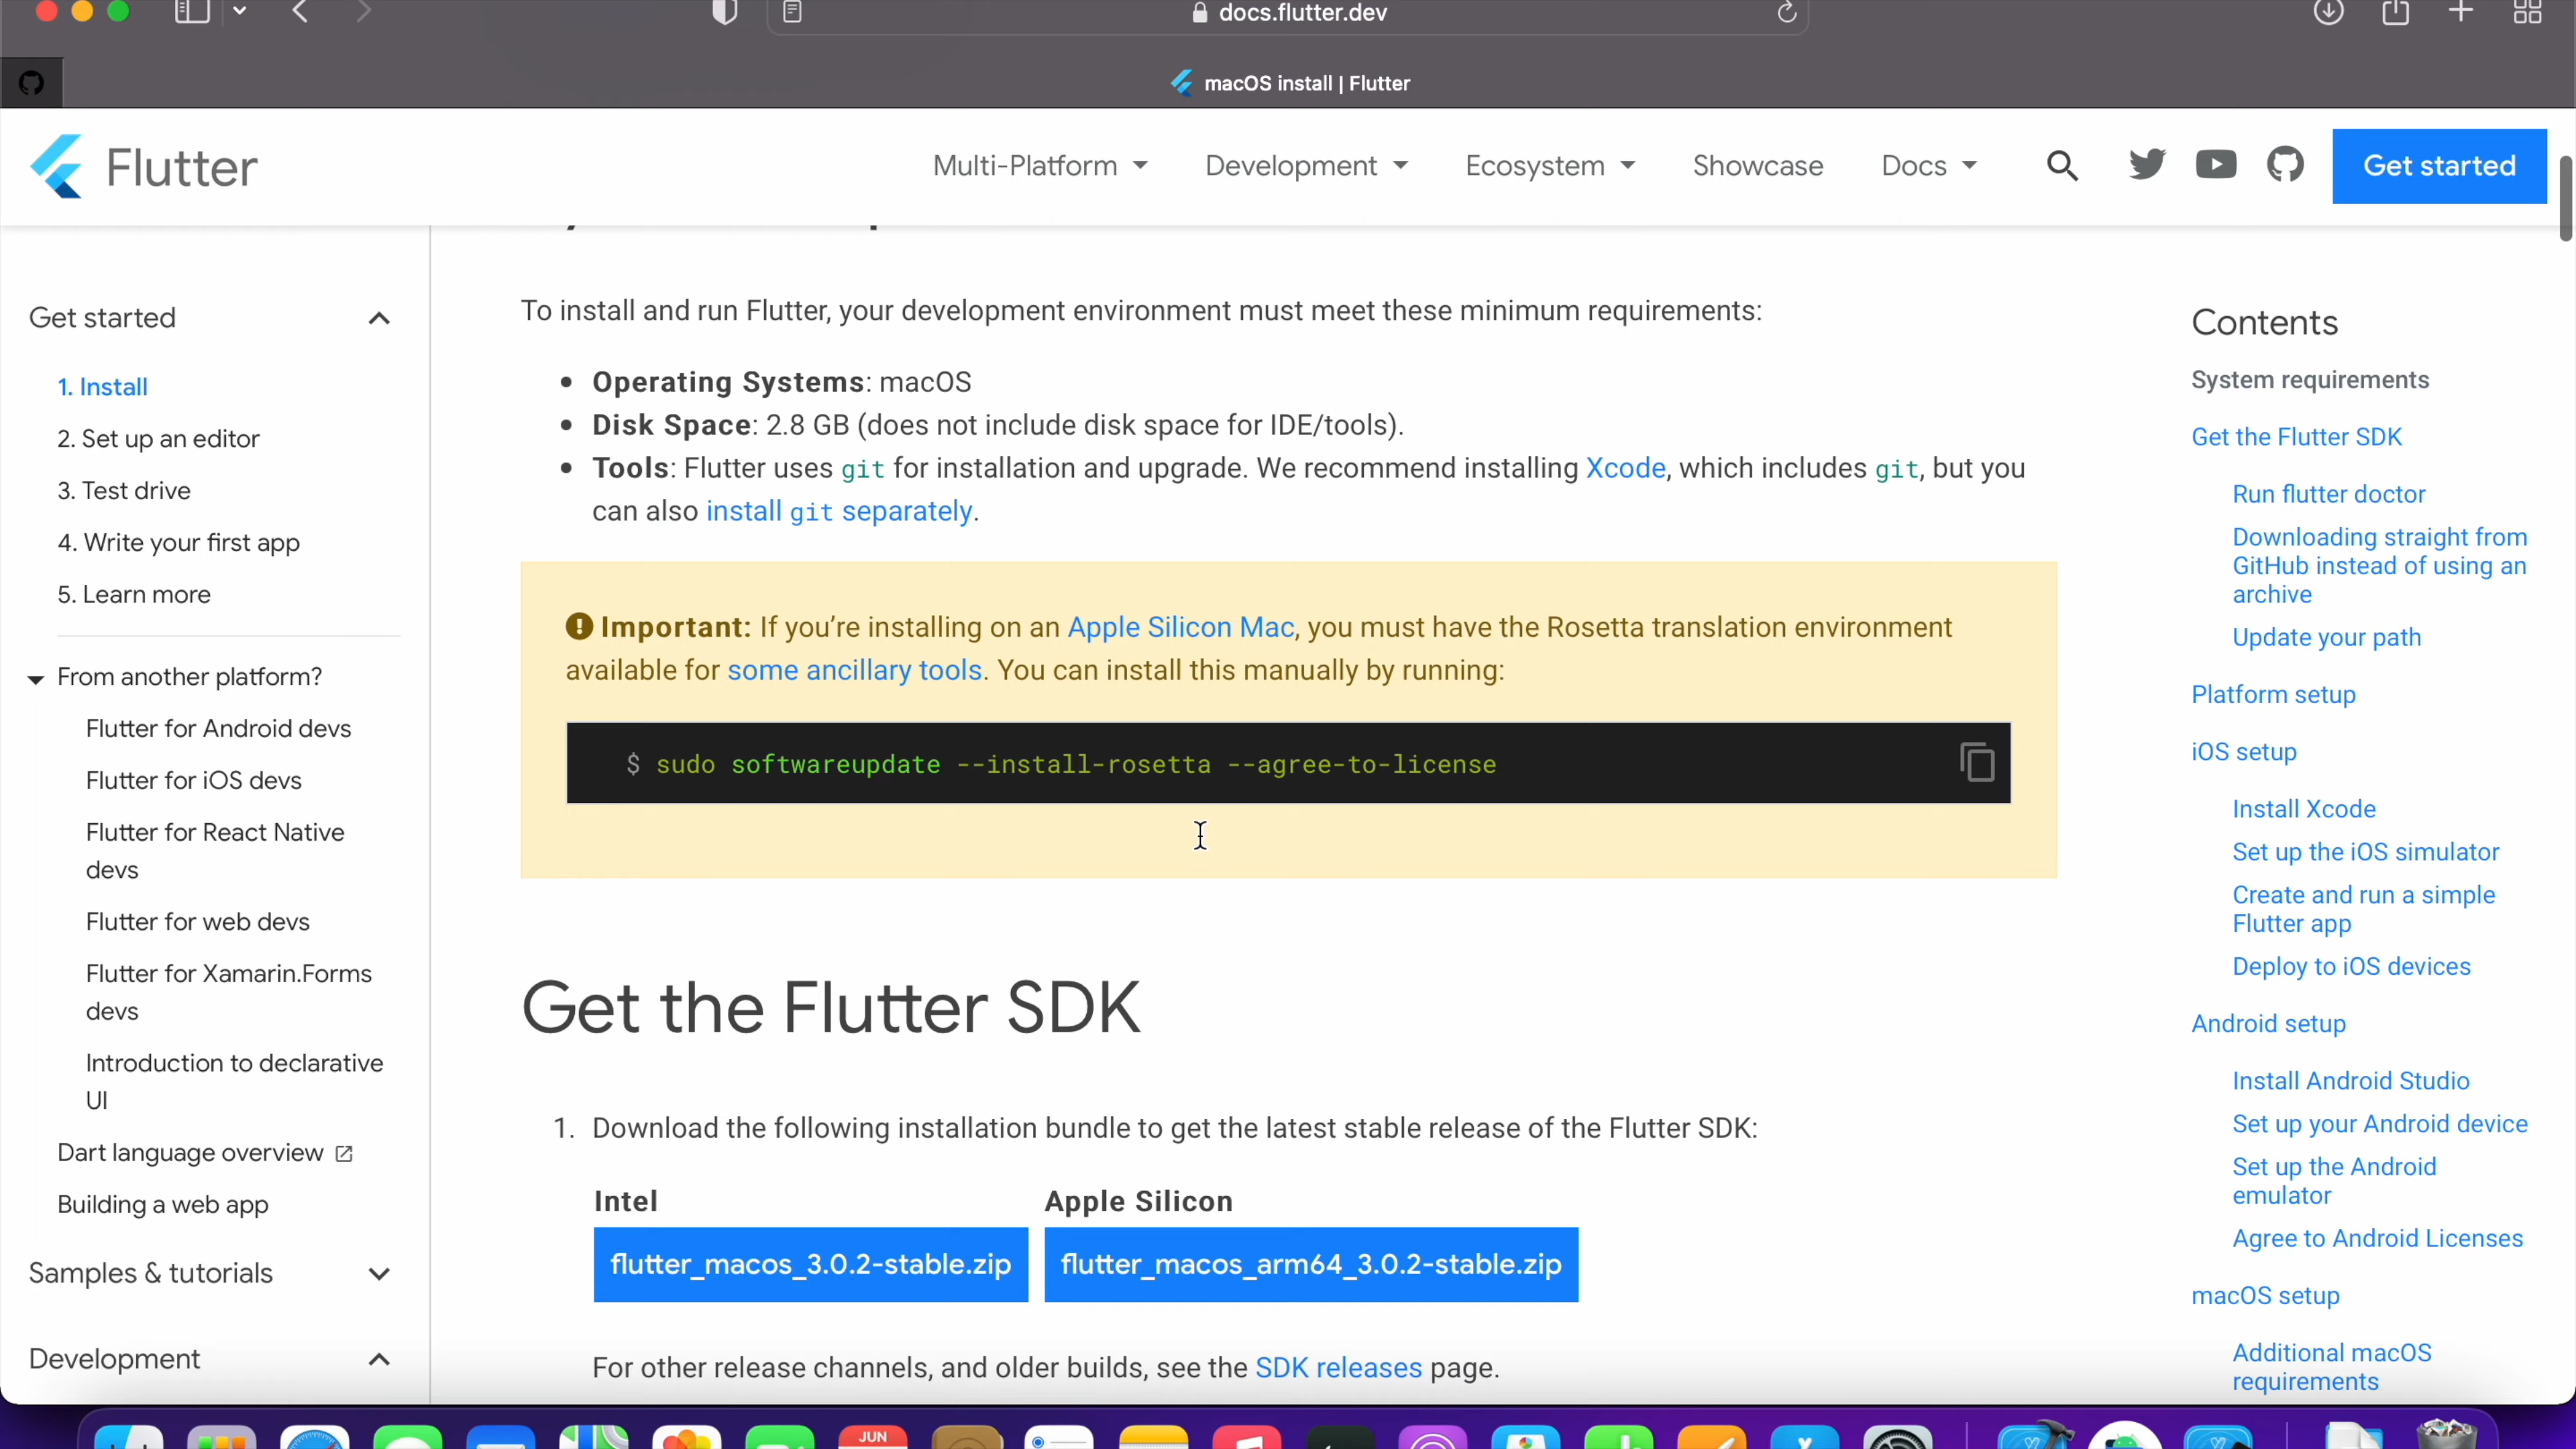 docs.flutter.dev
macOS install | Flutter
Flutter
Multi-Platform
Development
Ecosystem
Showcase
Docs
Get started
Get started
1. Install
2. Set up an editor
3. Test drive
4. Write your first app
5. Learn more
From another platform?
Flutter for Android devs
Flutter for iOS devs
Flutter for React Native
devs
Flutter for web devs
Flutter for Xamarin.Forms
devs
Introduction to declarative
UI
Dart language overview
Building a web app
Samples & tutorials
Development
To install and run Flutter, your development environment must meet these minimum requirements:
• Operating Systems: macOS
• Disk Space: 2.8 GB (does not include disk space for IDE/tools).
• Tools: Flutter uses git for installation and upgrade. We recommend installing Xcode, which includes git, but you
can also install git separately.
Important: If you’re installing on an Apple Silicon Mac, you must have the Rosetta translation environment
available for some ancillary tools. You can install this manually by running:
$ sudo softwareupdate --install-rosetta --agree-to-license
Get the Flutter SDK
1. Download the following installation bundle to get the latest stable release of the Flutter SDK:
Intel
Apple Silicon
flutter_macos_3.0.2-stable.zip
flutter_macos_arm64_3.0.2-stable.zip
For other release channels, and older builds, see the SDK releases page.
Contents
System requirements
Get the Flutter SDK
Run flutter doctor
Downloading straight from
GitHub instead of using an
archive
Update your path
Platform setup
iOS setup
Install Xcode
Set up the iOS simulator
Create and run a simple
Flutter app
Deploy to iOS devices
Android setup
Install Android Studio
Set up your Android device
Set up the Android
emulator
Agree to Android Licenses
macOS setup
Additional macOS
requirements
JUN